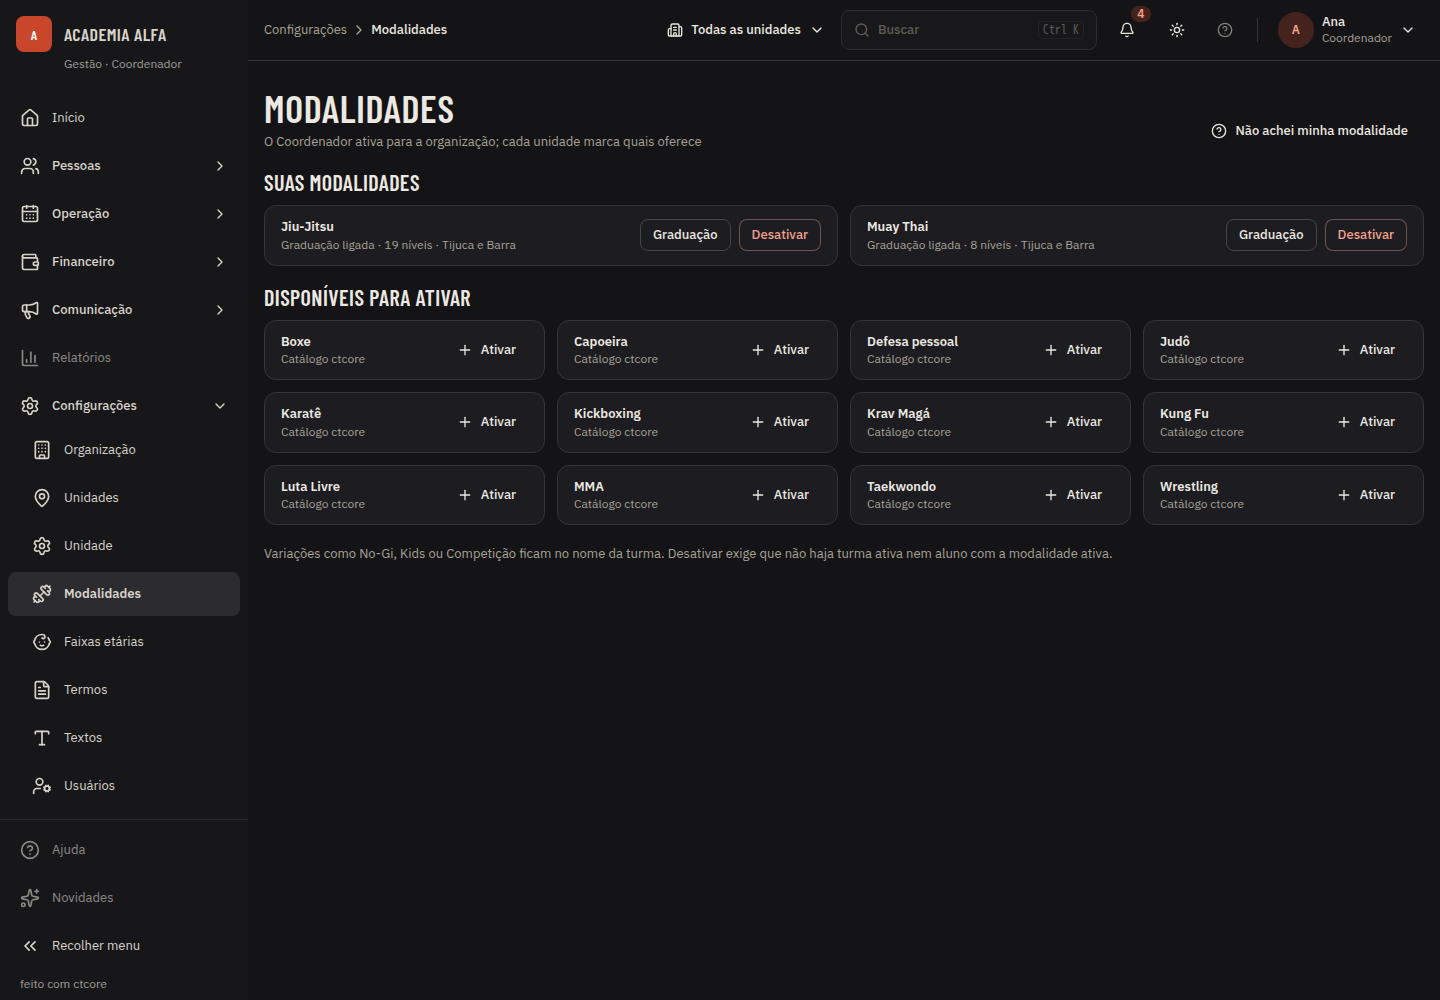 A
ACADEMIA ALFA
Gestão · Coordenador
Início
Pessoas
Operação
Financeiro
Comunicação
Relatórios
Configurações
Organização
Unidades
Unidade
Modalidades
Faixas etárias
Termos
Textos
Usuários
Ajuda
Novidades
Recolher menu
feito com ctcore
Configurações
Modalidades
Todas as unidades
Buscar
Ctrl K
4
A
Ana
Coordenador
MODALIDADES
O Coordenador ativa para a organização; cada unidade marca quais oferece
Não achei minha modalidade
SUAS MODALIDADES
Jiu-Jitsu
Graduação ligada · 19 níveis · Tijuca e Barra
Graduação
Desativar
Muay Thai
Graduação ligada · 8 níveis · Tijuca e Barra
Graduação
Desativar
DISPONÍVEIS PARA ATIVAR
Boxe
Catálogo ctcore
Ativar
Capoeira
Catálogo ctcore
Ativar
Defesa pessoal
Catálogo ctcore
Ativar
Judô
Catálogo ctcore
Ativar
Karatê
Catálogo ctcore
Ativar
Kickboxing
Catálogo ctcore
Ativar
Krav Magá
Catálogo ctcore
Ativar
Kung Fu
Catálogo ctcore
Ativar
Luta Livre
Catálogo ctcore
Ativar
MMA
Catálogo ctcore
Ativar
Taekwondo
Catálogo ctcore
Ativar
Wrestling
Catálogo ctcore
Ativar
Variações como No-Gi, Kids ou Competição ficam no nome da turma. Desativar exige que não haja turma ativa nem aluno com a modalidade ativa.